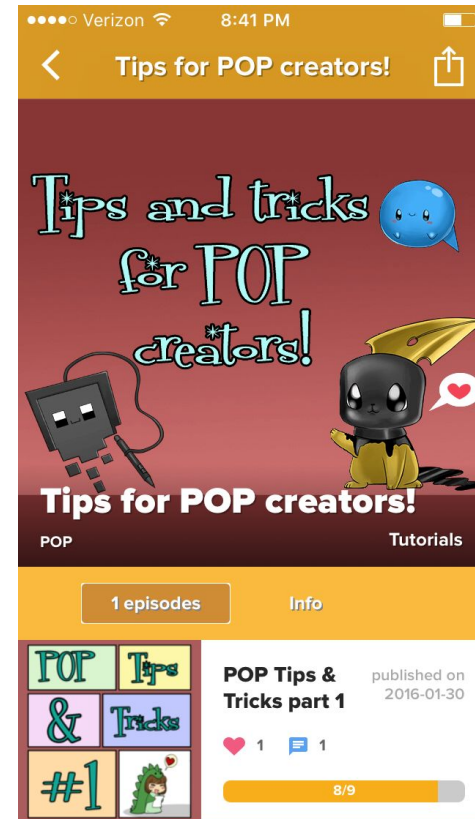 Verizon 8:41 PM
Tips for POP creators!
Tips and tricks
for POP
creators!
Tips for POP creators!
POP Tutorials
1 episodes Info
POP Tips
& Tricks
#1
POP Tips &
Tricks part 1
published on
2016-01-30
1 1
8/9